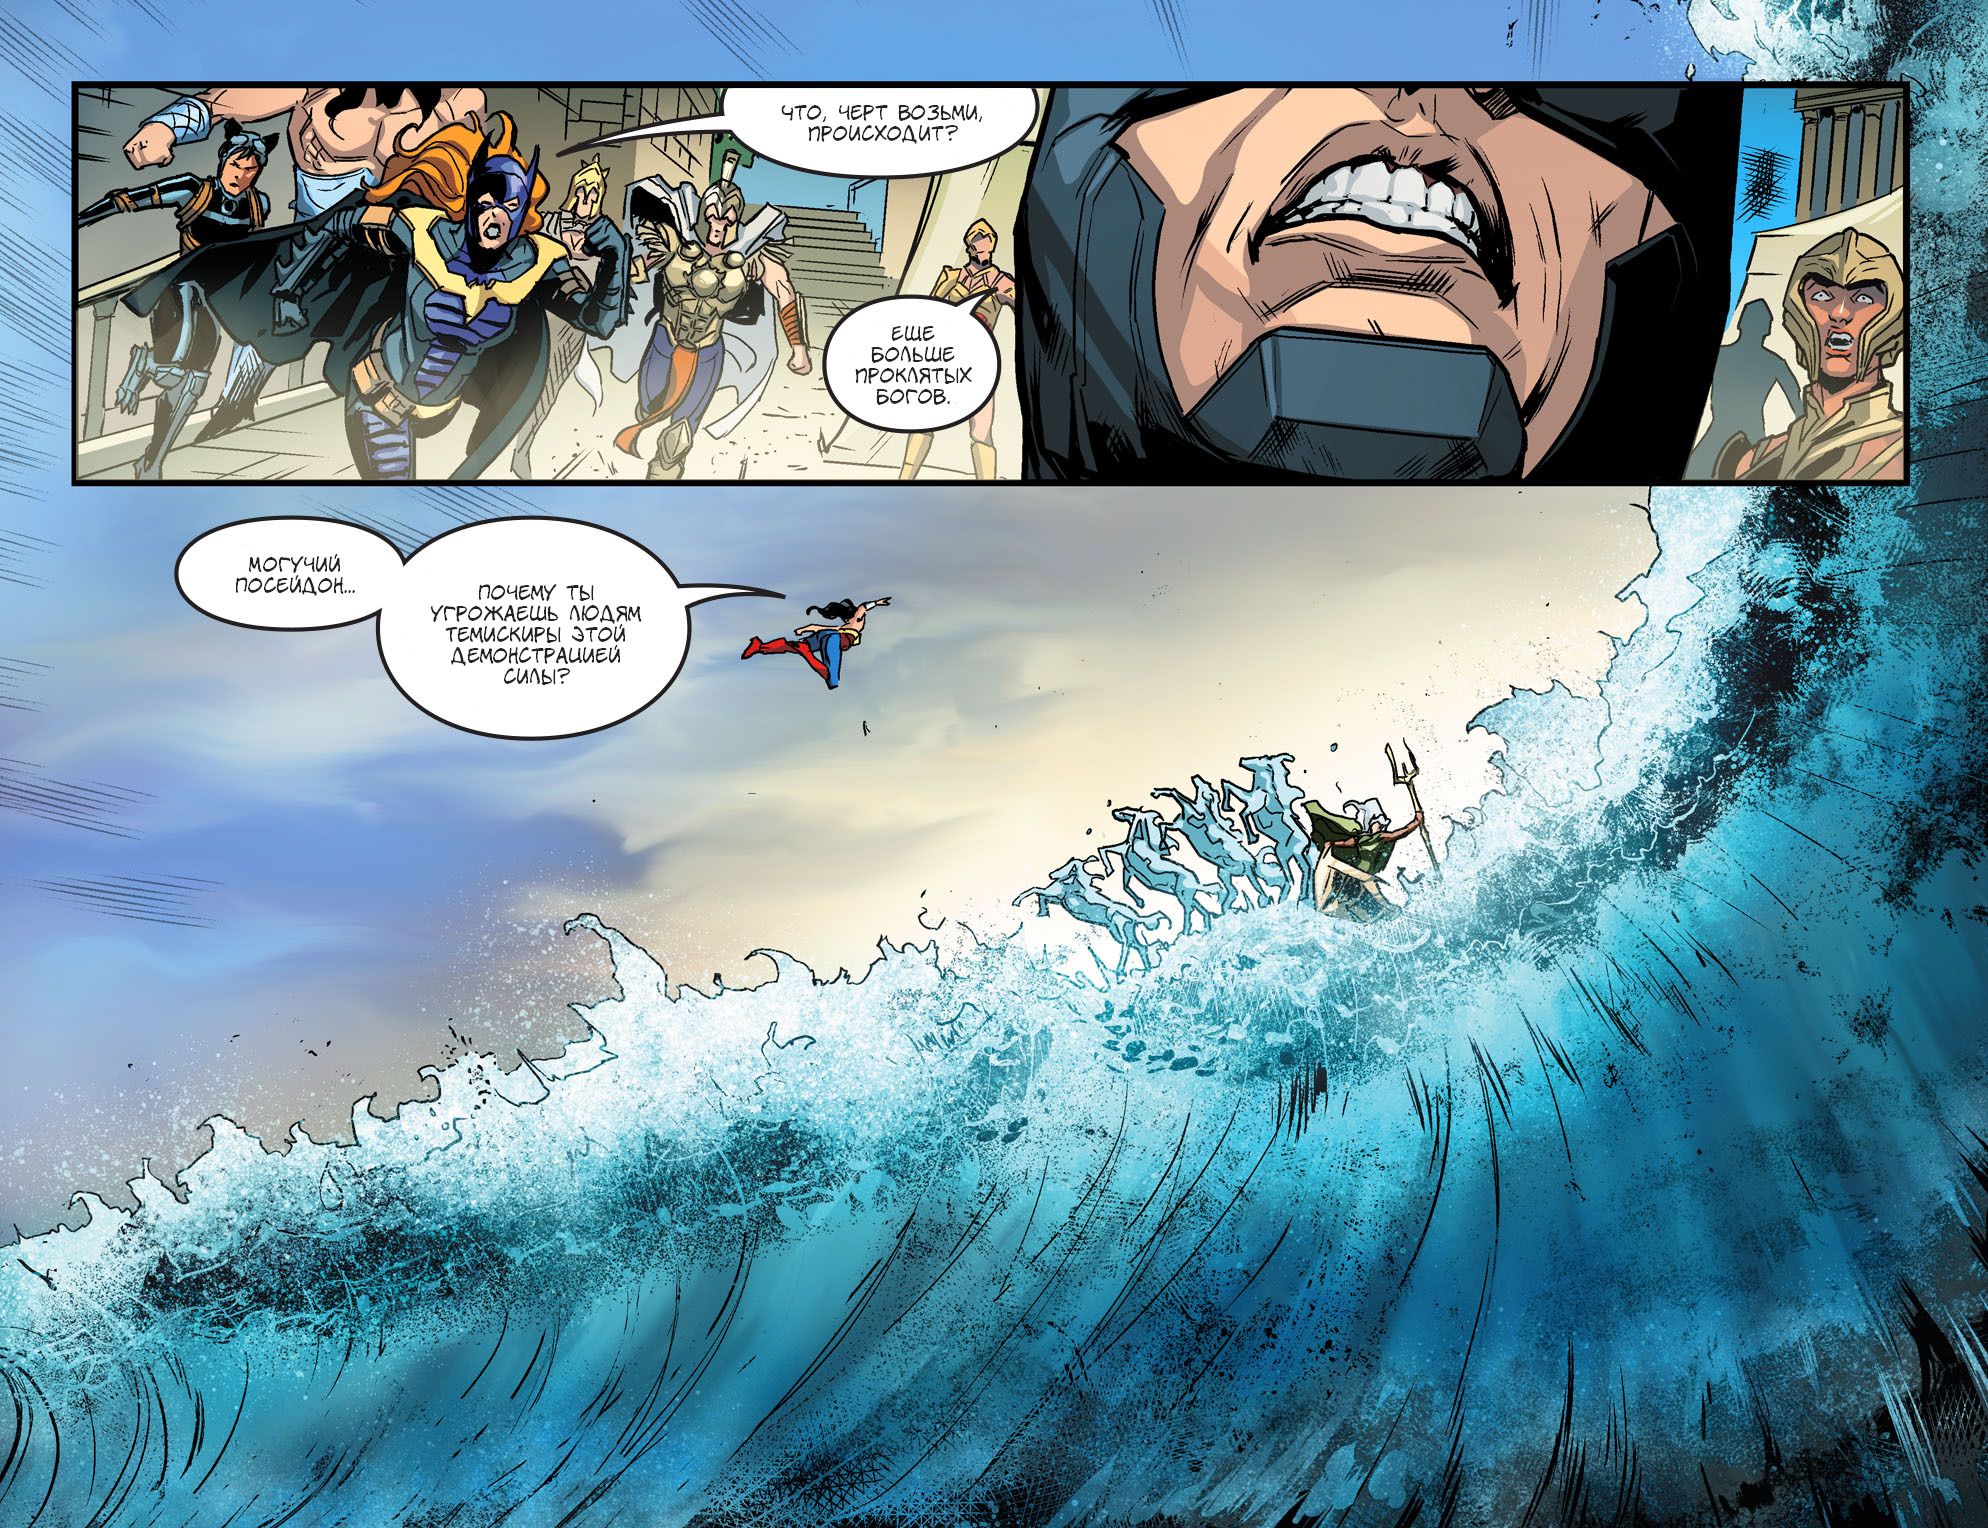 ЧТО, ЧЕРТ ВОЗЬМИ,
ПРОИСХОДИТ?
ЕЩЕ
БОЛЬШЕ
ПРОКЛЯТЫХ
БОГОВ.
МОГУЧИЙ
ПОСЕЙДОН...
ПОЧЕМУ ТЫ
УГРОЖАЕШЬ ЛЮДЯМ
ТЕМИСКИРЫ ЭТОЙ
ДЕМОНСТРАЦИЕЙ
СИЛЫ?